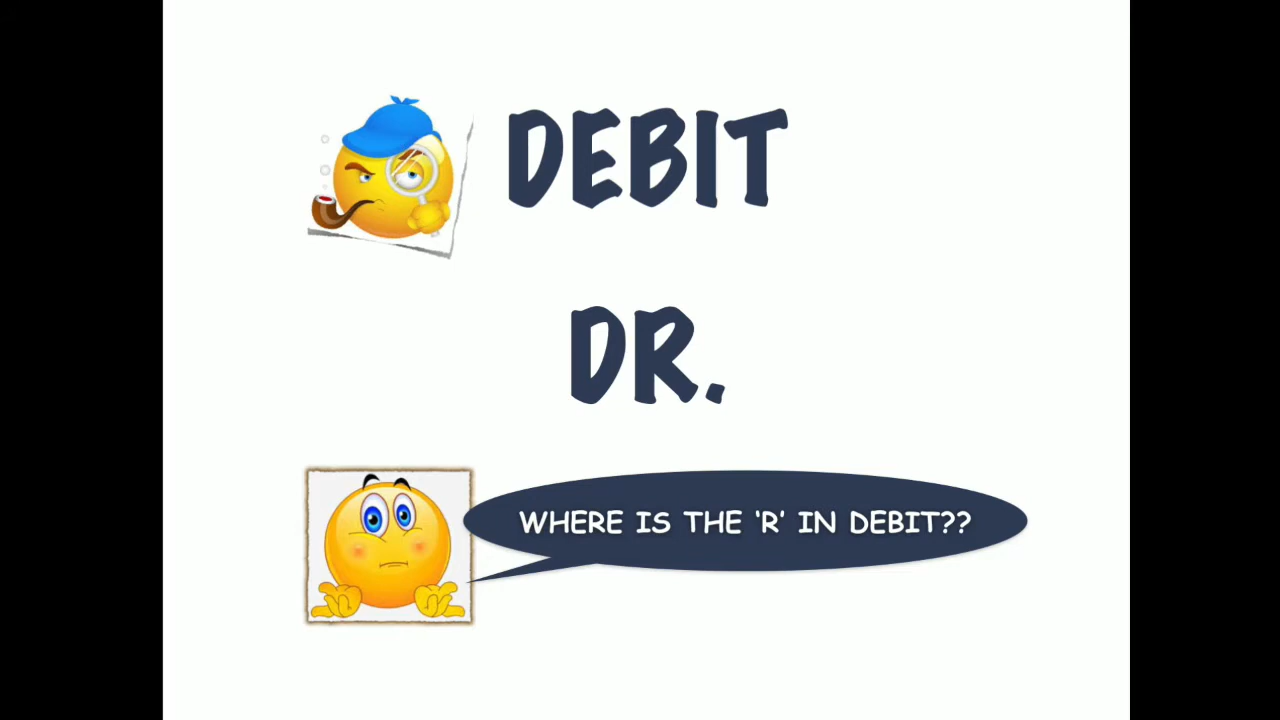 DEBIT
DR.
WHERE IS THE ‘R’ IN DEBIT??